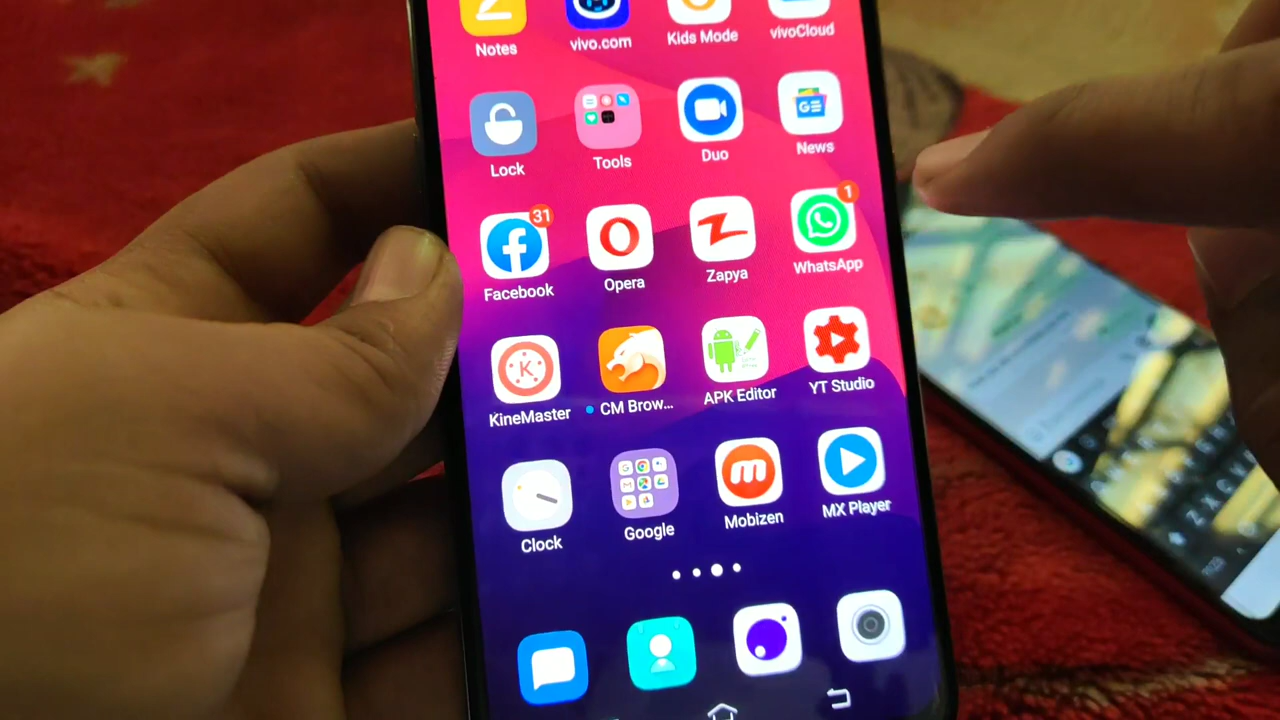 Notes vivo.com Kids Mode vivoCloud
Lock Tools Duo News
31 1
Facebook Opera Zapya WhatsApp
K
KineMaster CM Brow... APK Editor YT Studio
m
Clock Google Mobizen MX Player